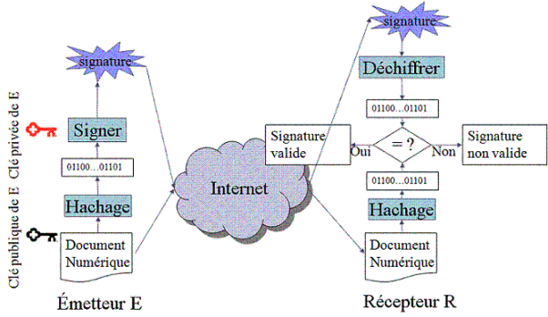 signature
Signer
01100...01101
Hachage
Document
Numérique
Émetteur E
Clé privée de E
Clé publique de E
Internet
signature
Déchiffrer
01100...01101
Signature
valide
Oui
= ?
Non
Signature
non valide
01100...01101
Hachage
Document
Numérique
Récepteur R